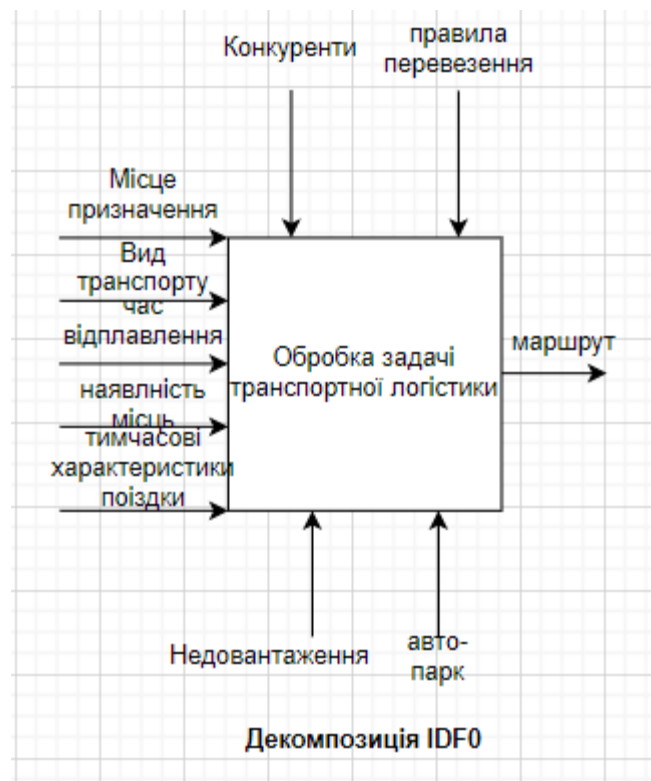 Конкуренти
правила
перевезення
Місце
призначення
Вид
транспорту
час
відплавлення
наявлність
місць
тимчасові
характеристики
поїздки
Обробка задачі
транспортної логістики
маршрут
Недовантаження
авто-
парк
Декомпозиція IDF0